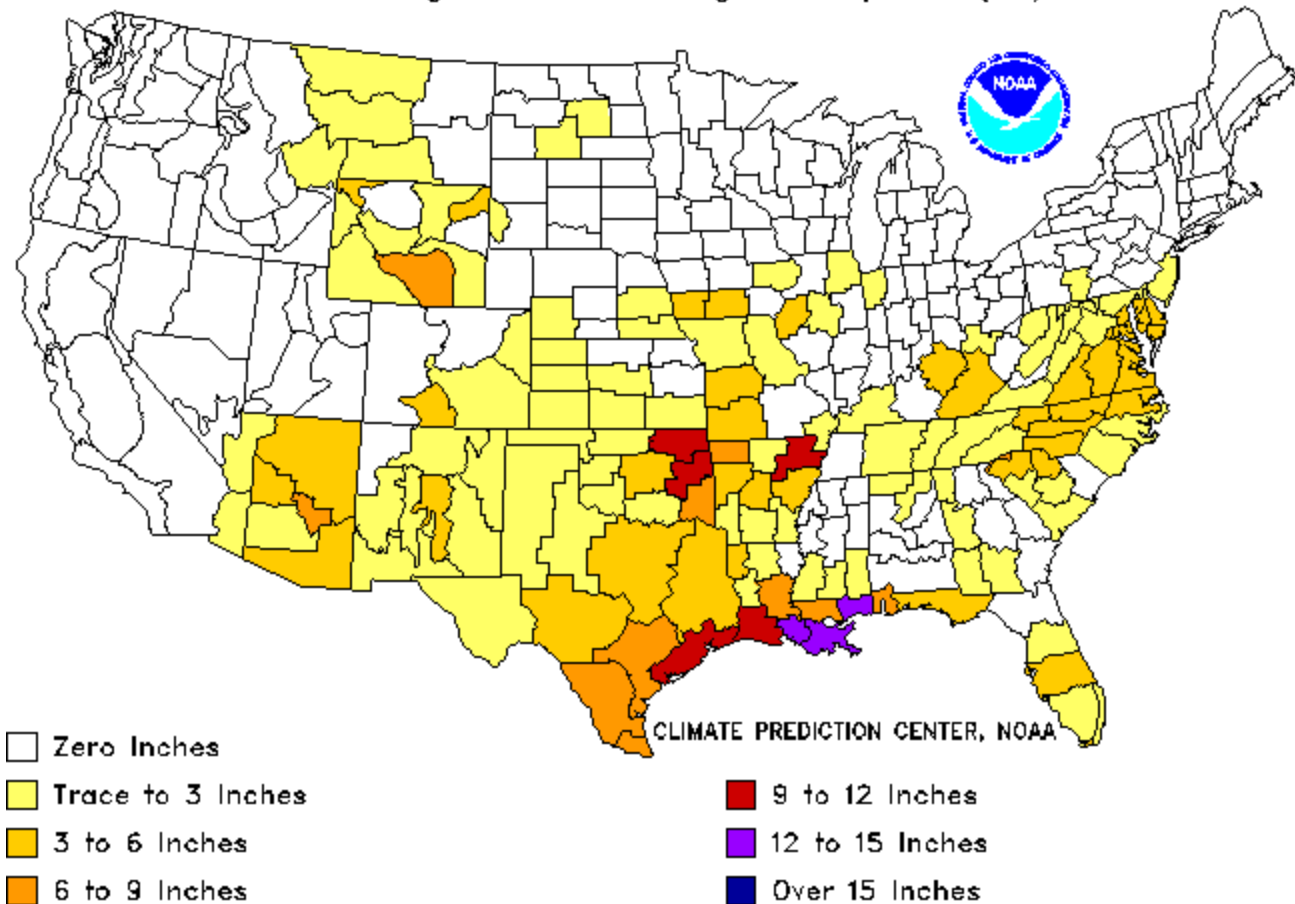 NOAA
CLIMATE PREDICTION CENTER, NOAA
Zero Inches
Trace to 3 Inches
3 to 6 Inches
6 to 9 Inches
9 to 12 Inches
12 to 15 Inches
Over 15 Inches